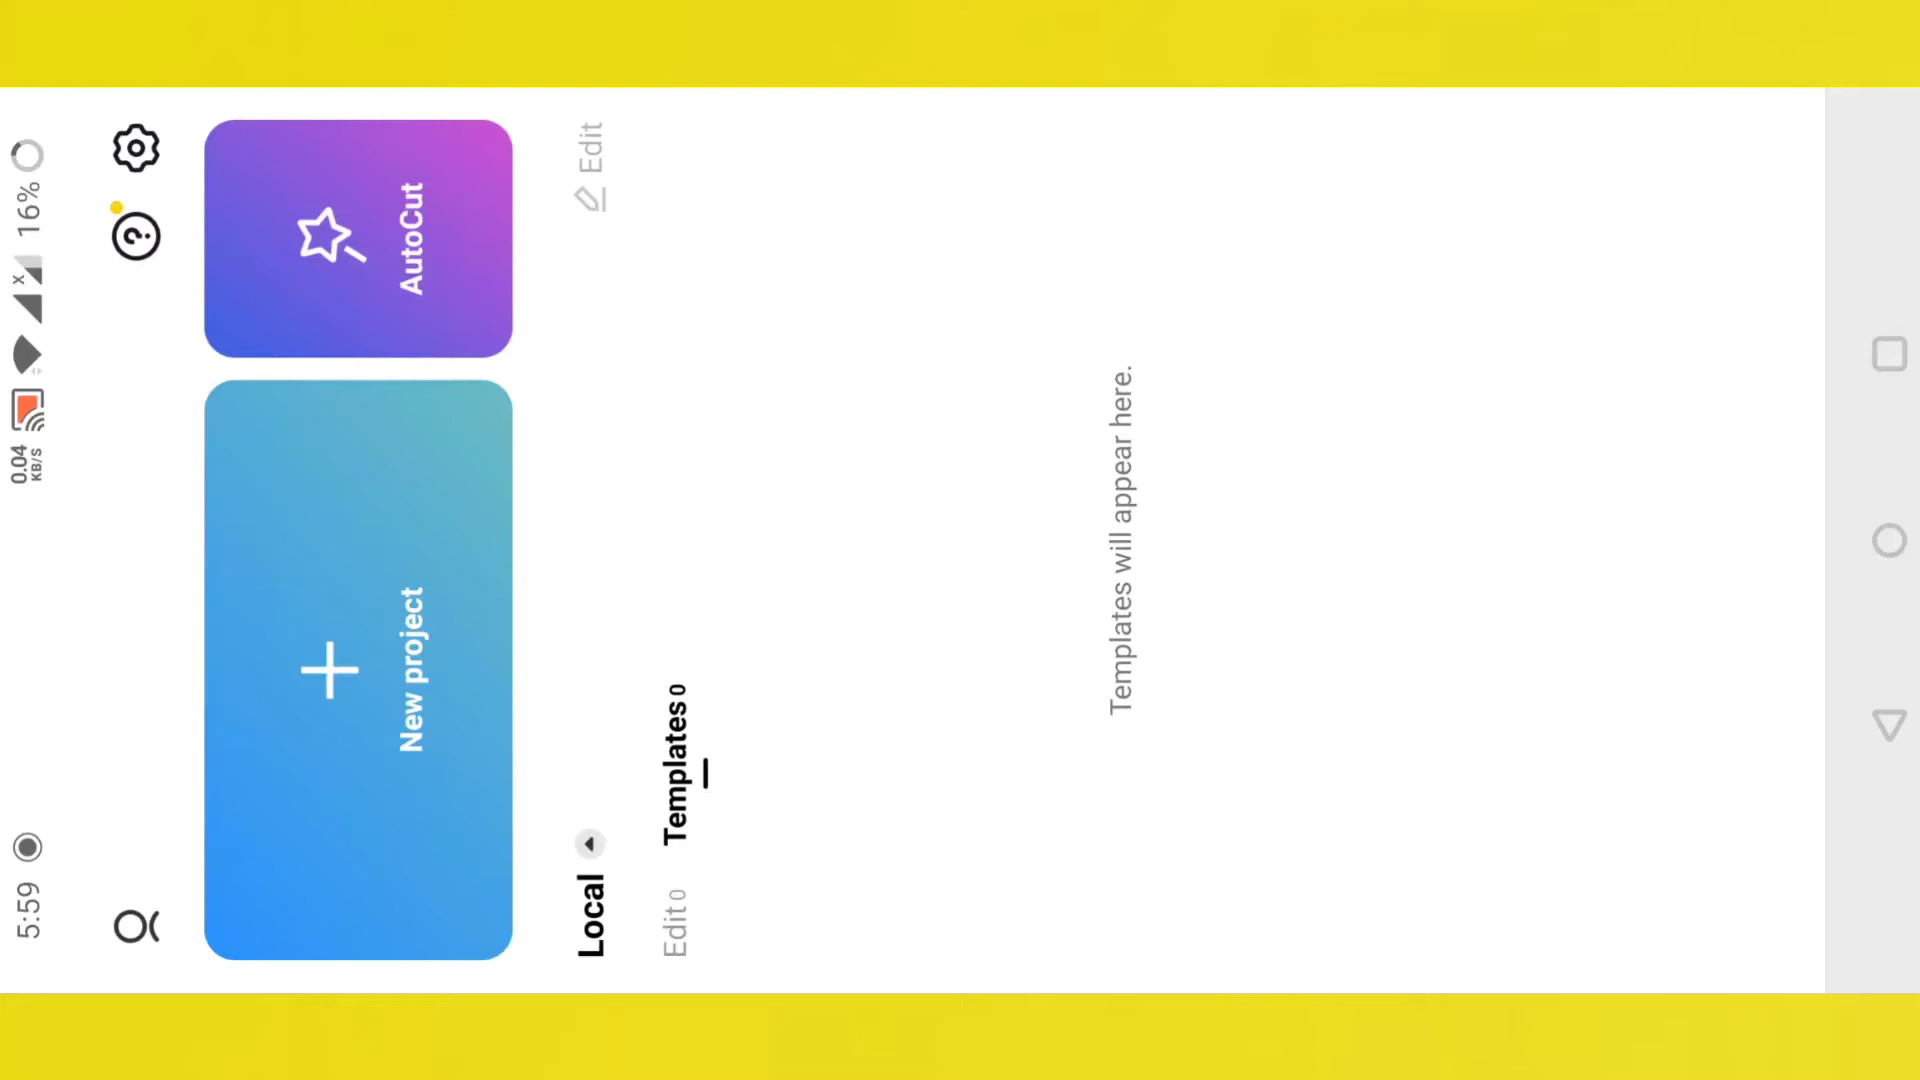 5:59
0.04
KB/S
x
16%
?
New project
AutoCut
Local
Edit
Edit 0
Templates 0
Templates will appear here.